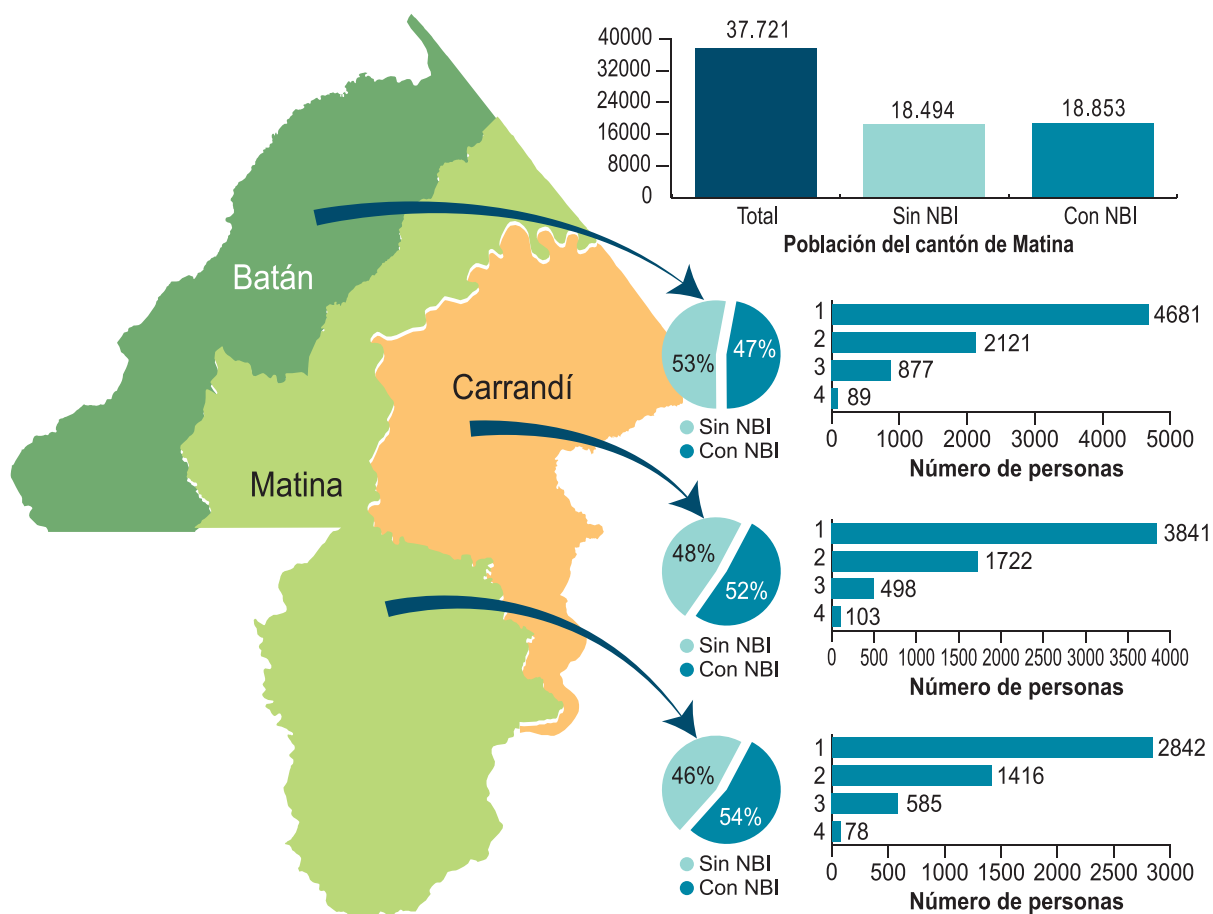 40000
32000
24000
16000
8000
0
37.721
18.494
18.853
Total
Sin NBI
Con NBI
Población del cantón de Matina
Batán
Carrandí
Matina
53%
47%
Sin NBI
Con NBI
1
4681
2
2121
3
877
4
89
0 1000 2000 3000 4000 5000
Número de personas
48%
52%
Sin NBI
Con NBI
1
3841
2
1722
3
498
4
103
0 500 1000 1500 2000 2500 3000 3500 4000
Número de personas
46%
54%
Sin NBI
Con NBI
1
2842
2
1416
3
585
4
78
0 500 1000 1500 2000 2500 3000
Número de personas